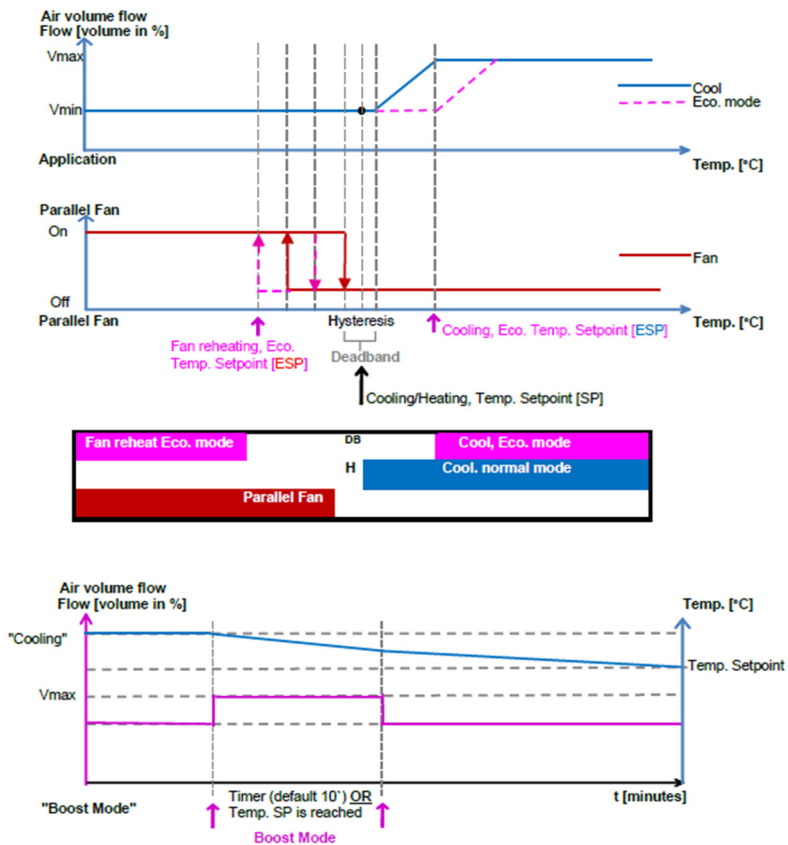 Air volume flow
Flow [volume in %]
Vmax
Cool
Eco. mode
Vmin
Application
Temp. [°C]
Parallel Fan
On
Fan
Off
Parallel Fan
Hysteresis
Temp. [°C]
Fan reheating, Eco.
Temp. Setpoint [ESP]
Deadband
Cooling, Eco. Temp. Setpoint [ESP]
Cooling/Heating, Temp. Setpoint [SP]
Fan reheat Eco. mode
DB
Cool, Eco. mode
H
Cool. normal mode
Parallel Fan
Air volume flow
Flow [volume in %]
Temp. [°C]
"Cooling"
Temp. Setpoint
Vmax
"Boost Mode"
Timer (default 10`) OR
Temp. SP is reached
t [minutes]
Boost Mode